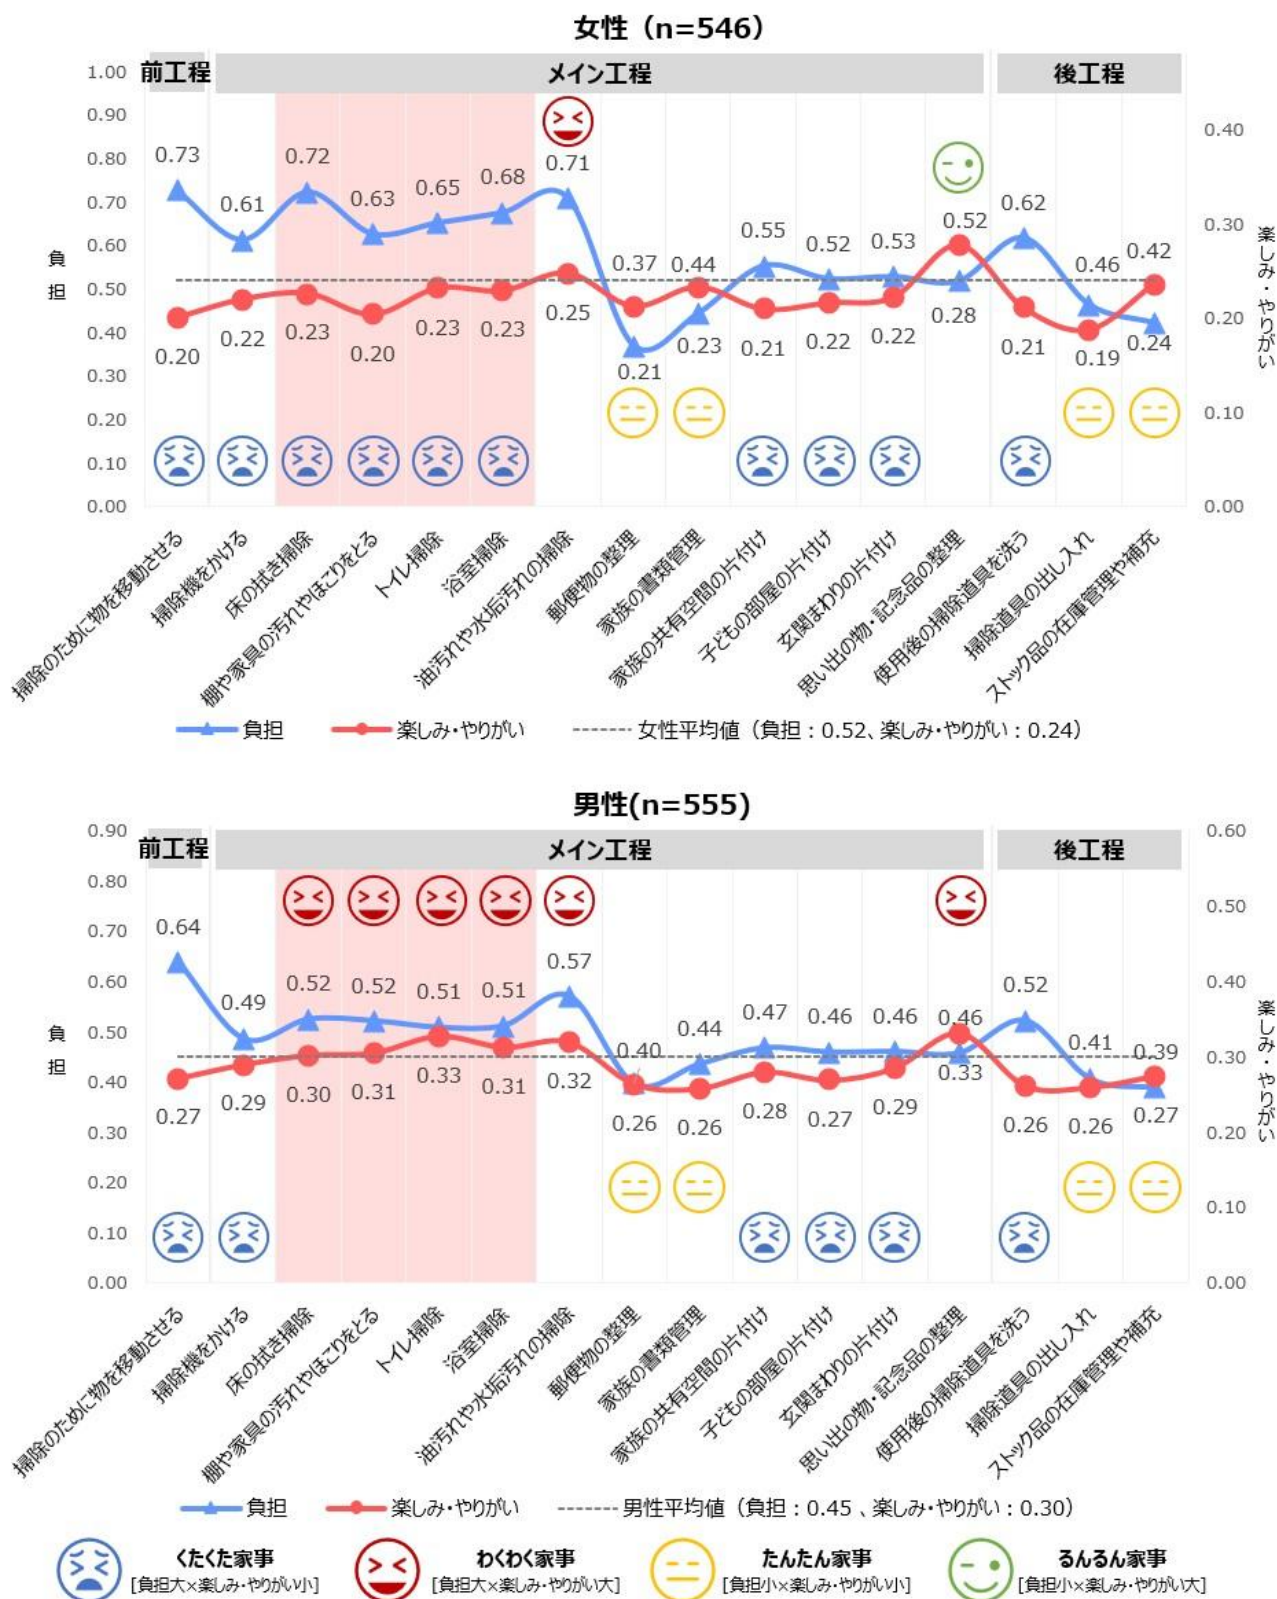 女性（n=546）
前工程
メイン工程
後工程
1.00
0.90
0.80
0.70
0.60
0.50
0.40
0.30
0.20
0.10
0.00
負担
0.40
0.30
0.20
0.10
0.00
楽しみ・やりがい
0.73
0.61
0.72
0.63
0.65
0.68
0.71
0.37
0.44
0.55
0.52
0.53
0.52
0.62
0.46
0.42
0.20
0.22
0.23
0.20
0.23
0.23
0.25
0.21
0.23
0.21
0.22
0.22
0.28
0.21
0.19
0.24
掃除のために物を移動させる
掃除機をかける
床の拭き掃除
棚や家具の汚れやほこりをとる
トイレ掃除
浴室掃除
油汚れや水垢汚れの掃除
郵便物の整理
家族の書類管理
家族の共有空間の片付け
子どもの部屋の片付け
玄関まわりの片付け
思い出の物・記念品の整理
使用後の掃除道具を洗う
掃除道具の出し入れ
ストック品の在庫管理や補充
負担
楽しみ・やりがい
女性平均値（負担：0.52、楽しみ・やりがい：0.24）
男性(n=555)
前工程
メイン工程
後工程
0.90
0.80
0.70
0.60
0.50
0.40
0.30
0.20
0.10
0.00
負担
0.60
0.50
0.40
0.30
0.20
0.10
0.00
楽しみ・やりがい
0.64
0.49
0.52
0.52
0.51
0.51
0.57
0.40
0.44
0.47
0.46
0.46
0.46
0.52
0.41
0.39
0.27
0.29
0.30
0.31
0.33
0.31
0.32
0.26
0.26
0.28
0.27
0.29
0.33
0.26
0.26
0.27
掃除のために物を移動させる
掃除機をかける
床のぬき掃除
棚や家具の汚れやほこりをとる
トイレ掃除
浴室掃除
油汚れや水垢汚れの掃除
郵便物の整理
家族の書類管理
家族の共有空間の片付け
子どもの部屋の片付け
玄関まわりの片付け
思い出の物・記念品の整理
使用後の掃除道具を洗う
掃除道具の出し入れ
ストック品の在庫管理や補充
負担
楽しみ・やりがい
男性平均値（負担：0.45 、楽しみ・やりがい：0.30）
くたくた家事
[負担大×楽しみ・やりがい小]
わくわく家事
[負担大×楽しみ・やりがい大]
たんたん家事
[負担小×楽しみ・やりがい小]
るんるん家事
[負担小×楽しみ・やりがい大]